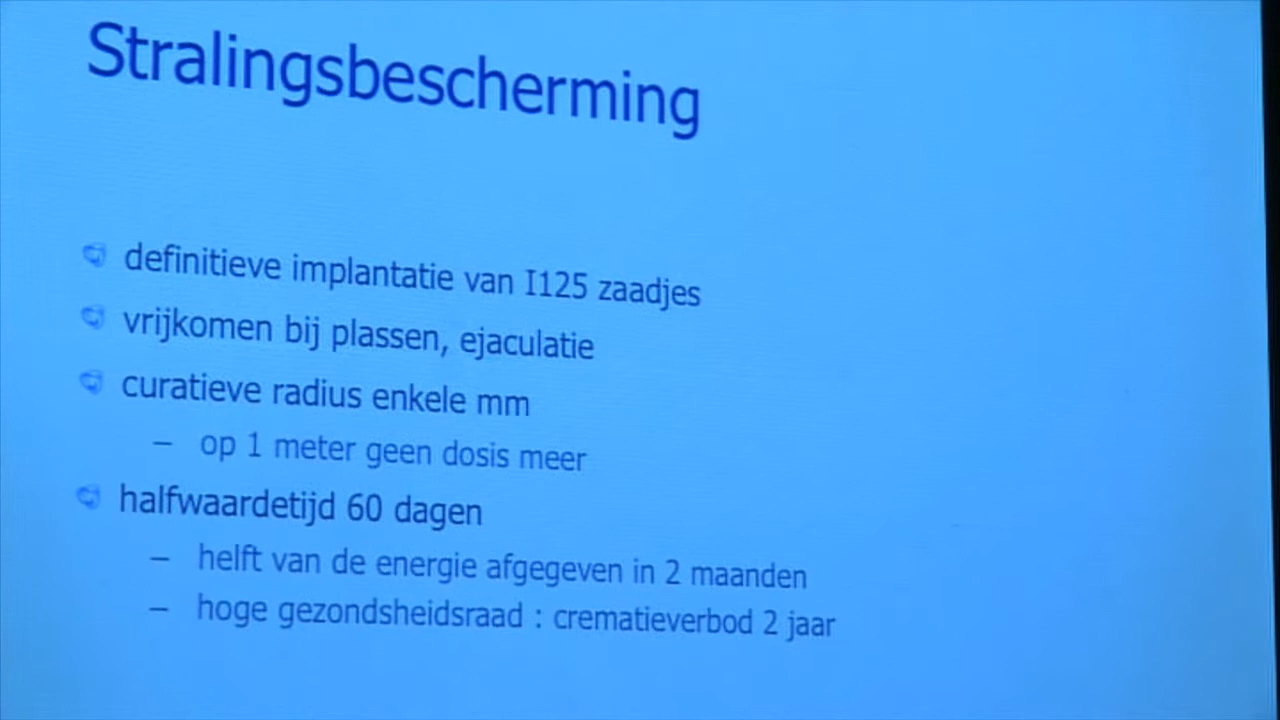 Stralingsbescherming
definitieve implantatie van I125 zaadjes
vrijkomen bij plassen, ejaculatie
curatieve radius enkele mm
– op 1 meter geen dosis meer
halfwaardetijd 60 dagen
– helft van de energie afgegeven in 2 maanden
– hoge gezondsheidsraad : crematieverbod 2 jaar